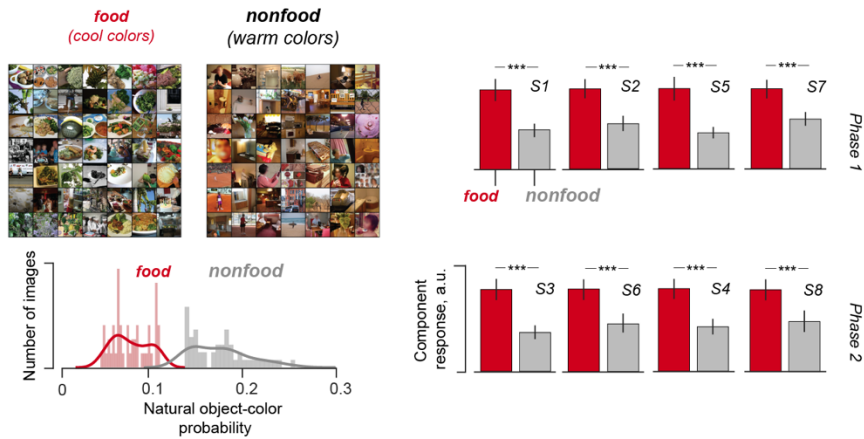 food
(cool colors)
nonfood
(warm colors)
Number of images
food
nonfood
0
0.1
0.2
0.3
Natural object-color
probability
***
S1
***
S2
***
S5
***
S7
Phase 1
food
nonfood
Component
response, a.u.
***
S3
***
S6
***
S4
***
S8
Phase 2